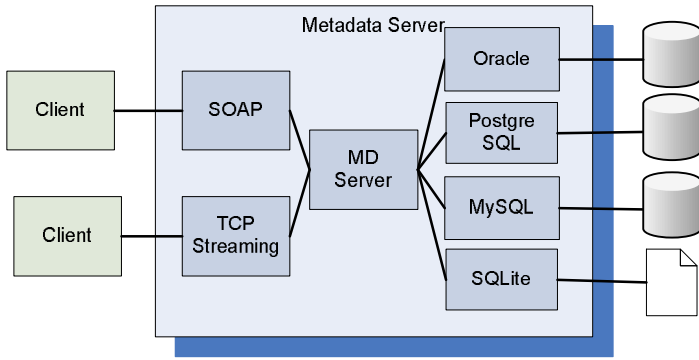 Metadata Server
Client
SOAP
Oracle
Postgre
SQL
MD
Server
Client
TCP
Streaming
MySQL
SQLite